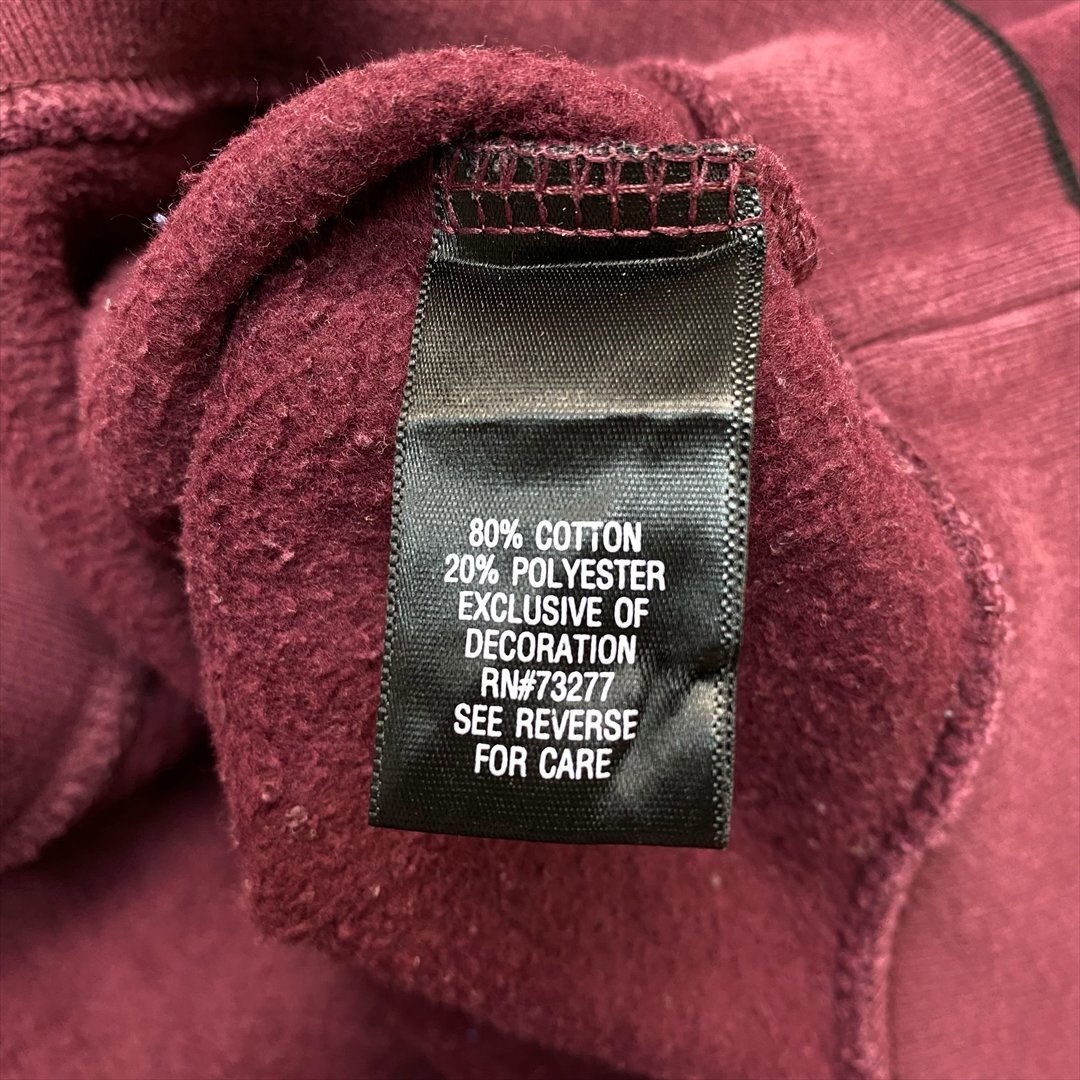 80% COTTON
20% POLYESTER
EXCLUSIVE OF
DECORATION
RN#73277
SEE REVERSE
FOR CARE